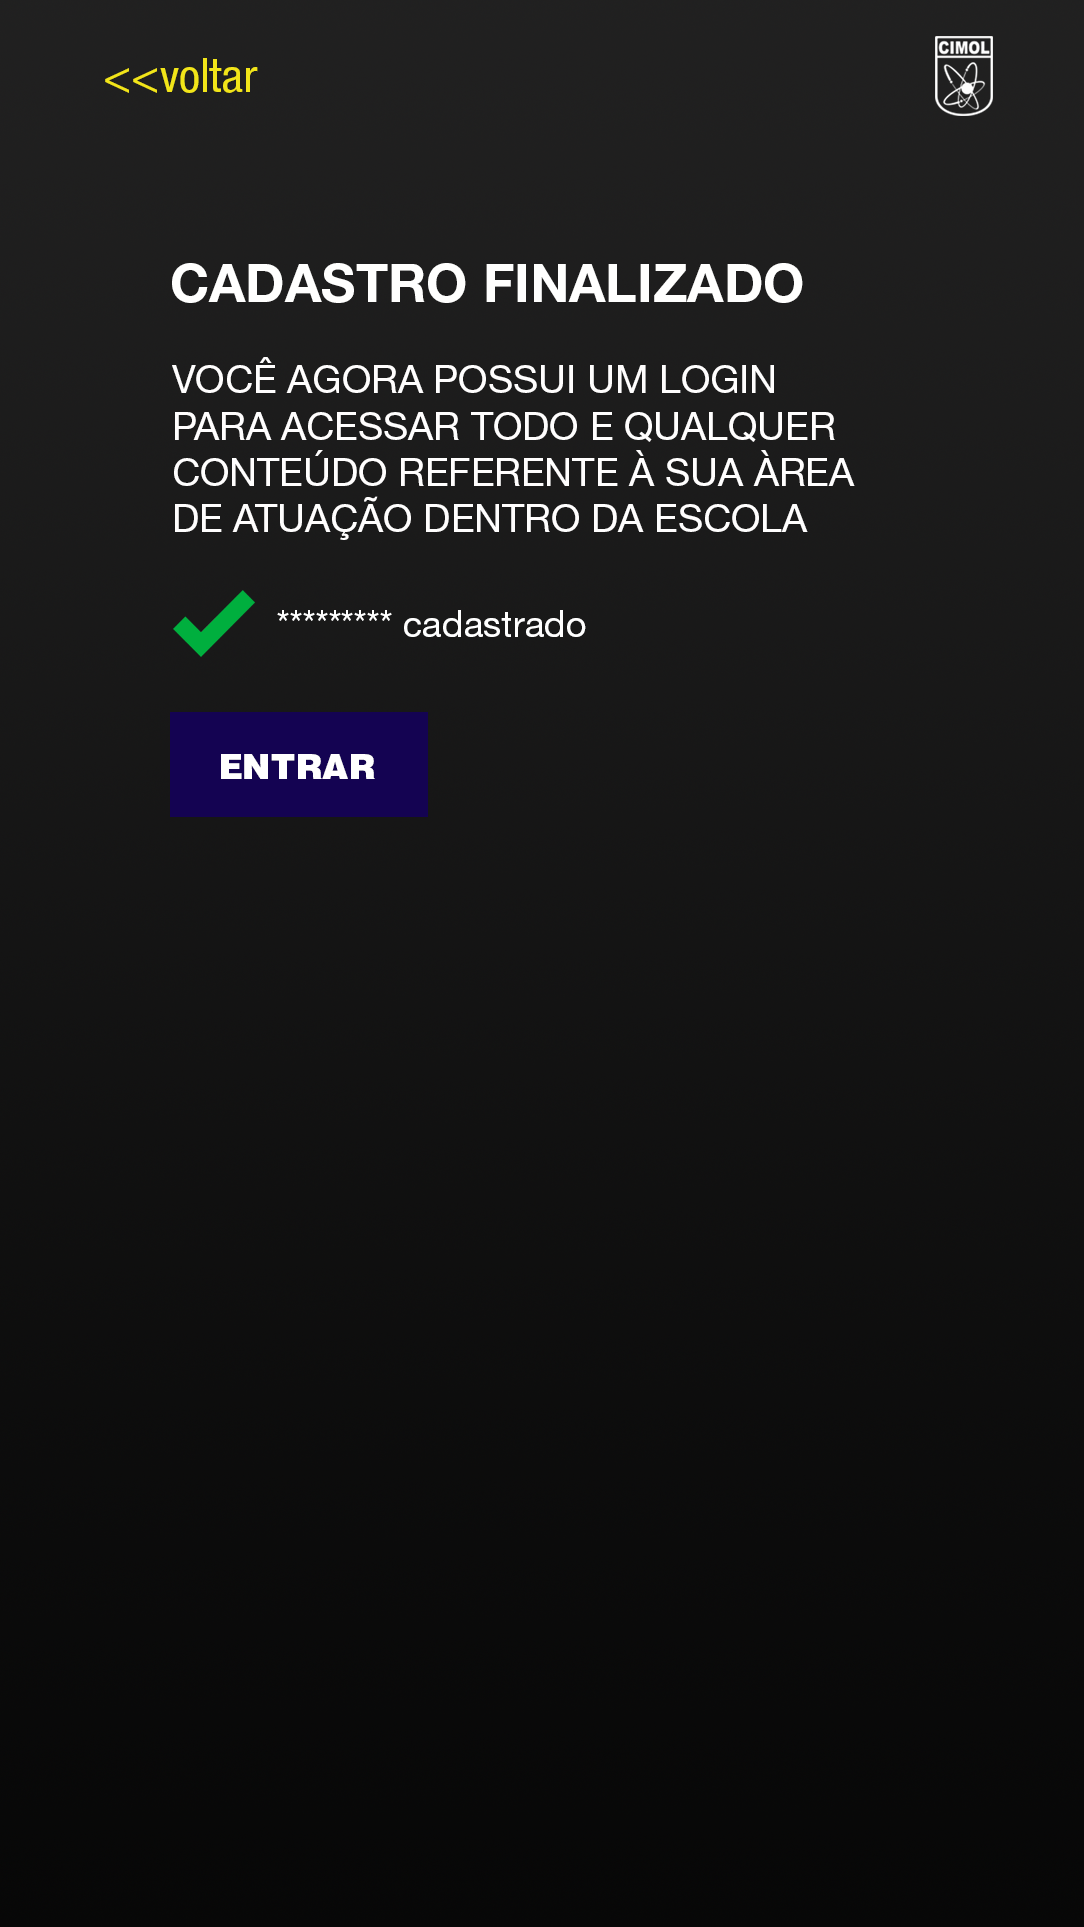 <<voltar
CIMOL
CADASTRO FINALIZADO
VOCÊ AGORA POSSUI UM LOGIN
PARA ACESSAR TODO E QUALQUER
CONTEÚDO REFERENTE À SUA ÀREA
DE ATUAÇÃO DENTRO DA ESCOLA
********* cadastrado
ENTRAR